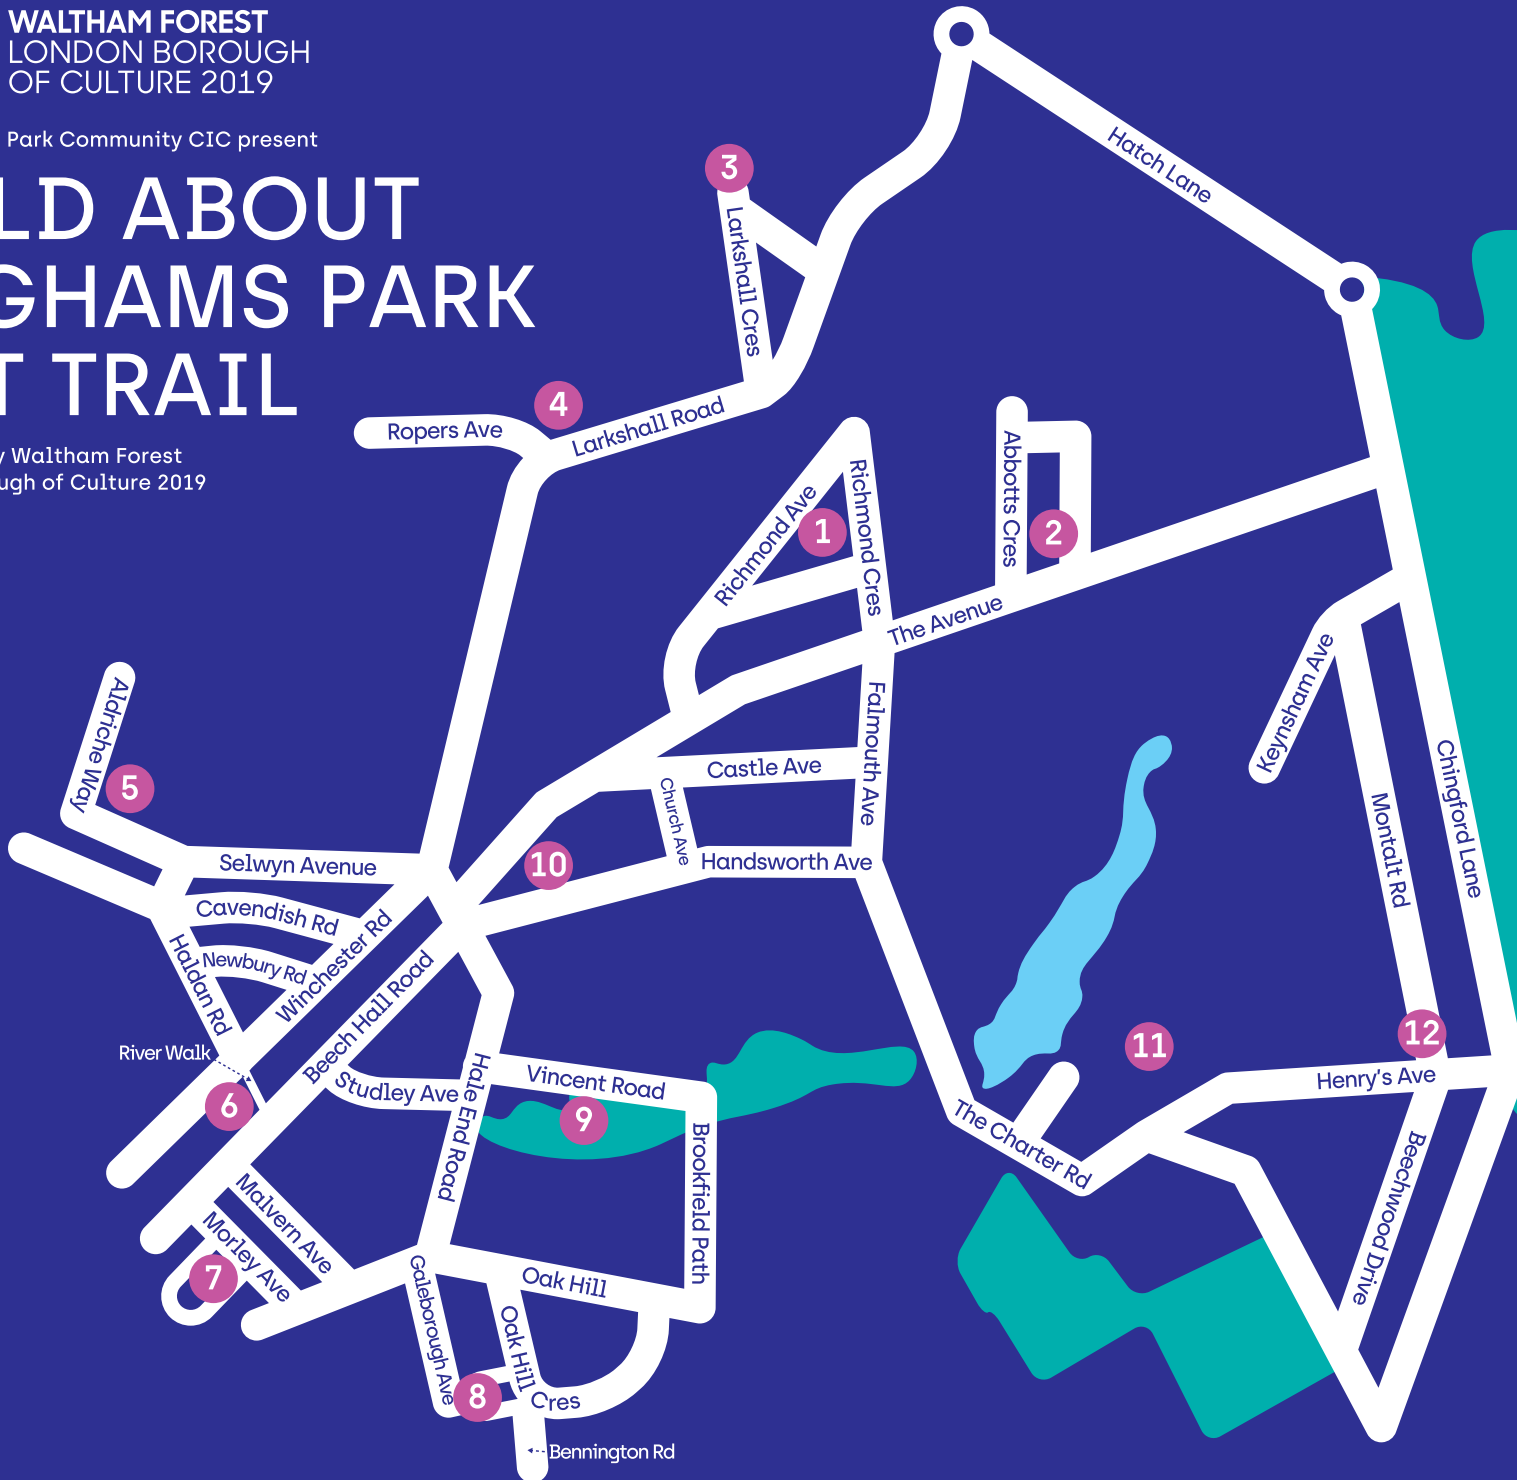 WALTHAM FOREST
LONDON BOROUGH
OF CULTURE 2019
Park Community CIC present
LD ABOUT
GHAMS PARK
T TRAIL
y Waltham Forest
ugh of Culture 2019
Hatch Lane
3
Larkshall Cres
4
Ropers Ave
Larkshall Road
Richmond Ave
1
Richmond Cres
Abbotts Cres
2
The Avenue
Keynsham Ave
Aldriche Way
5
Falmouth Ave
Castle Ave
Church Ave
Chingford Lane
Montalt Rd
Selwyn Avenue
10
Handsworth Ave
Cavendish Rd
Haldan Rd
Newbury Rd
Winchester Rd
Beech Hall Road
River Walk
6
Studley Ave
Hale End Road
Vincent Road
9
11
12
Henry's Ave
The Charter Rd
Brookfield Path
Beechwood Drive
Malvern Ave
Morley Ave
7
Galeborough Ave
Oak Hill
Oak Hill Cres
8
Bennington Rd